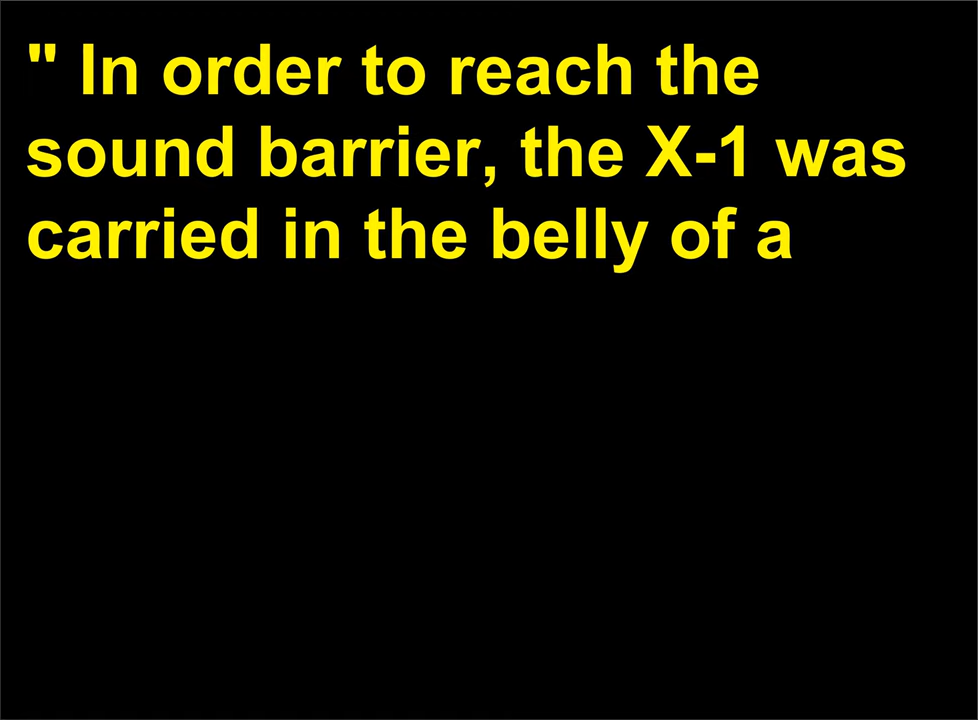 " In order to reach the
sound barrier, the X-1 was
carried in the belly of a